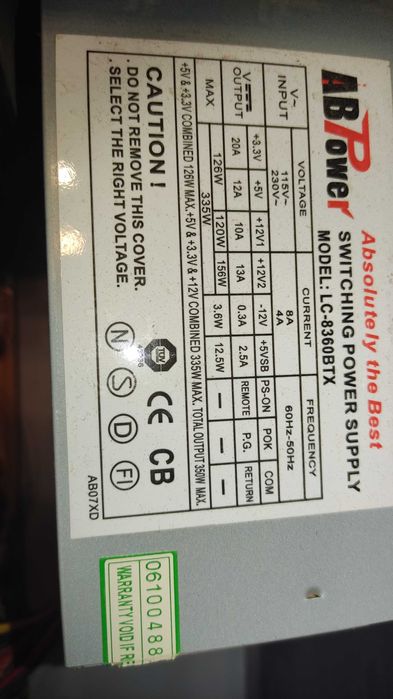 Absolutely the Best
ABPower SWITCHING POWER SUPPLY
MODEL: LC-8360BTX
VOLTAGE CURRENT FREQUENCY
V~ INPUT 115V~ 8A 60Hz-50Hz
230V~ 4A
V⎓ OUTPUT +3.3V +5V +12V1 +12V2 -12V +5VSB PS-ON POK COM
20A 12A 10A 13A 0.3A 2.5A REMOTE P.G. RETURN
MAX 126W 120W 156W 3.6W 12.5W — — —
335W
+5V & +3.3V COMBINED 126W MAX. +5V & +3.3V & +12V COMBINED 335W MAX. TOTAL OUTPUT 350W MAX.
CAUTION !
. DO NOT REMOVE THIS COVER.
. SELECT THE RIGHT VOLTAGE.
TÜV CE CB
N S D FI
AB07XD
06100488
WARRANTY VOID IF RE